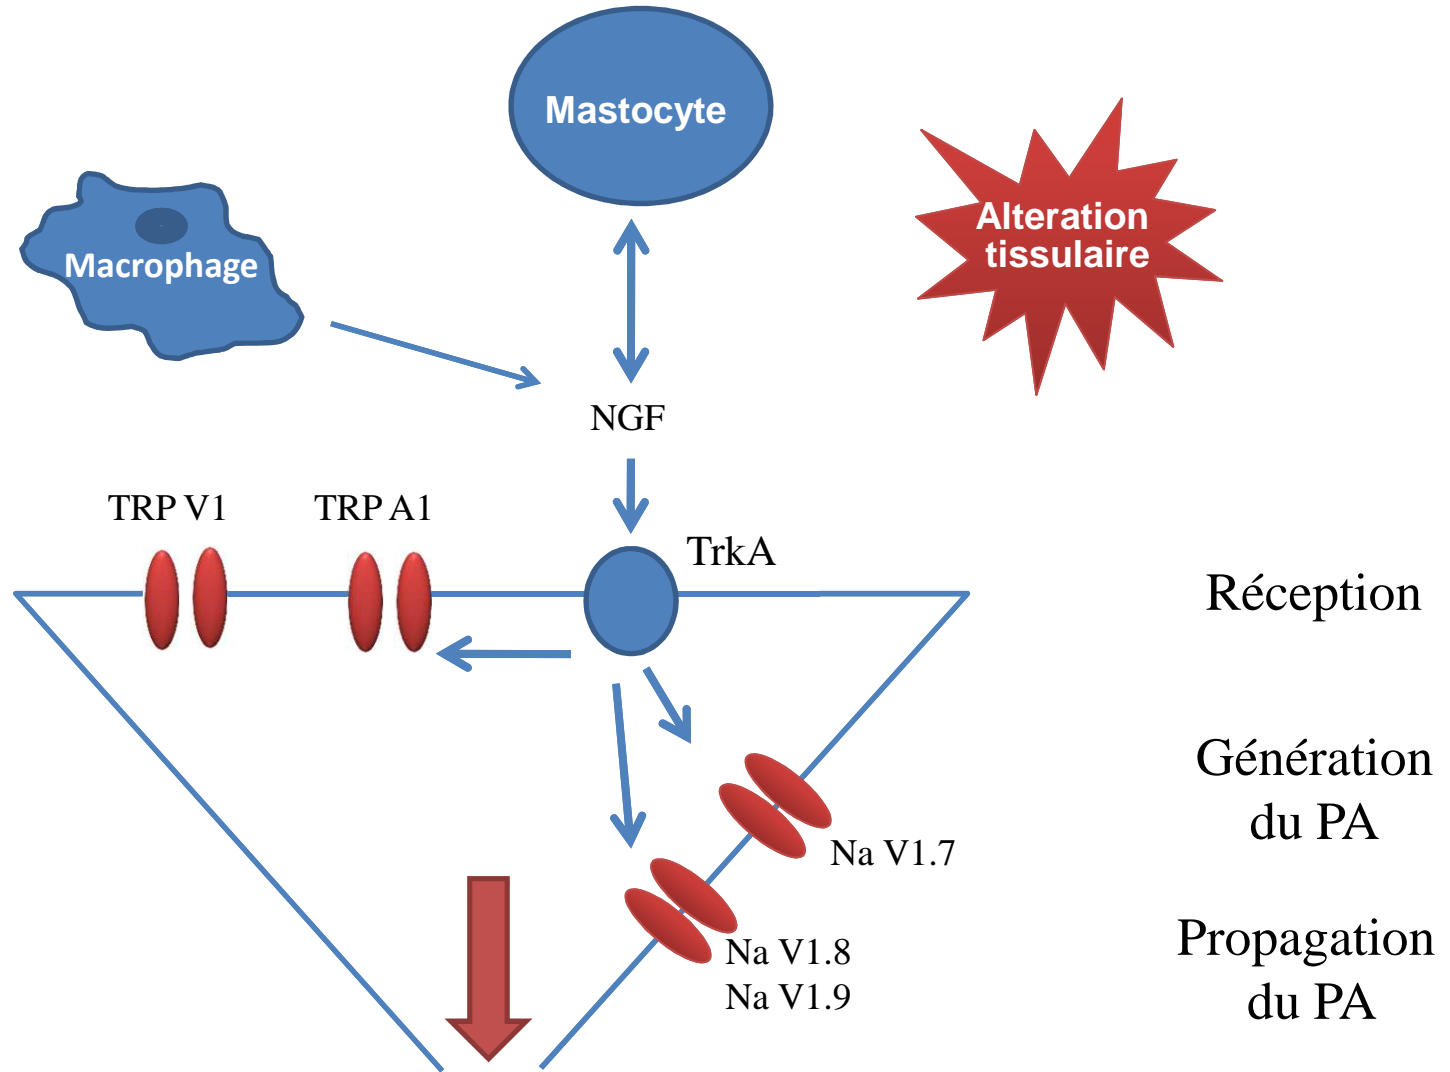 Mastocyte
Alteration
tissulaire
Macrophage
NGF
TRP V1
TRP A1
TrkA
Réception
Génération
du PA
Na V1.7
Propagation
du PA
Na V1.8
Na V1.9